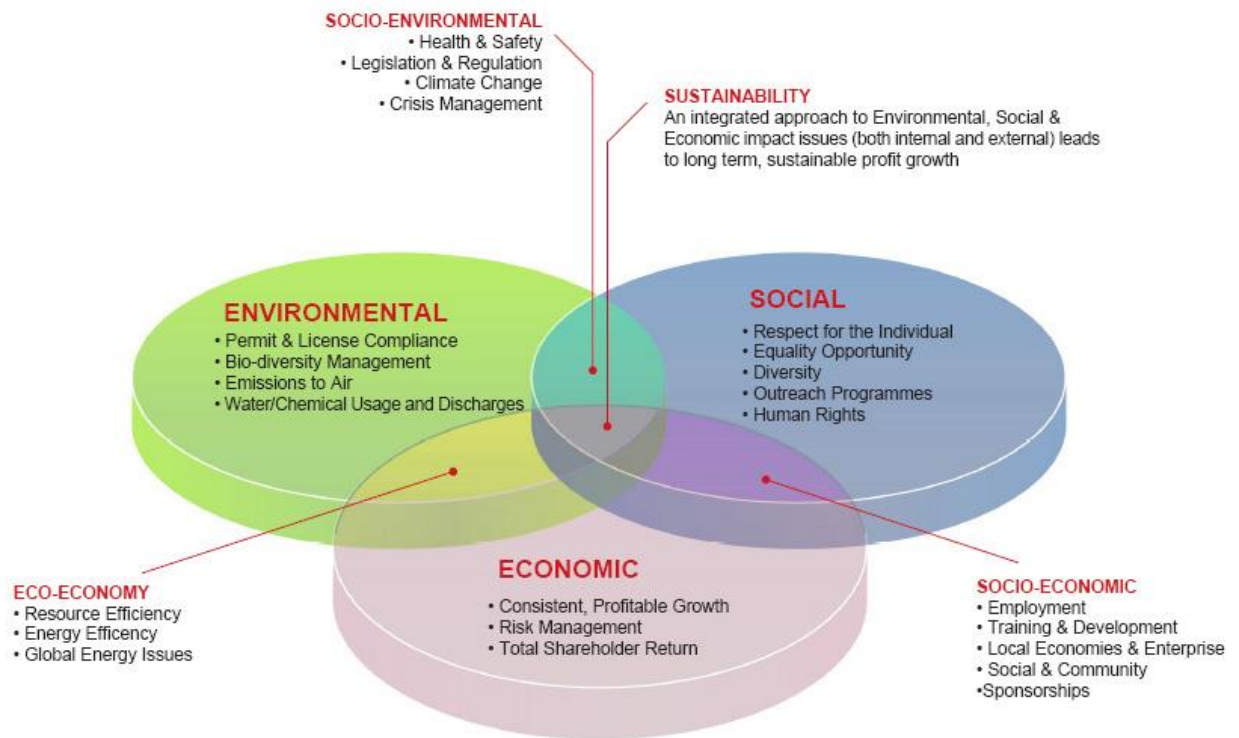 SOCIO-ENVIRONMENTAL
• Health & Safety
• Legislation & Regulation
• Climate Change
• Crisis Management
SUSTAINABILITY
An integrated approach to Environmental, Social &
Economic impact issues (both internal and external) leads
to long term, sustainable profit growth
ENVIRONMENTAL
• Permit & License Compliance
• Bio-diversity Management
• Emissions to Air
• Water/Chemical Usage and Discharges
SOCIAL
• Respect for the Individual
• Equality Opportunity
• Diversity
• Outreach Programmes
• Human Rights
ECO-ECONOMY
• Resource Efficiency
• Energy Efficency
• Global Energy Issues
ECONOMIC
• Consistent, Profitable Growth
• Risk Management
• Total Shareholder Return
SOCIO-ECONOMIC
• Employment
• Training & Development
• Local Economies & Enterprise
• Social & Community
•Sponsorships